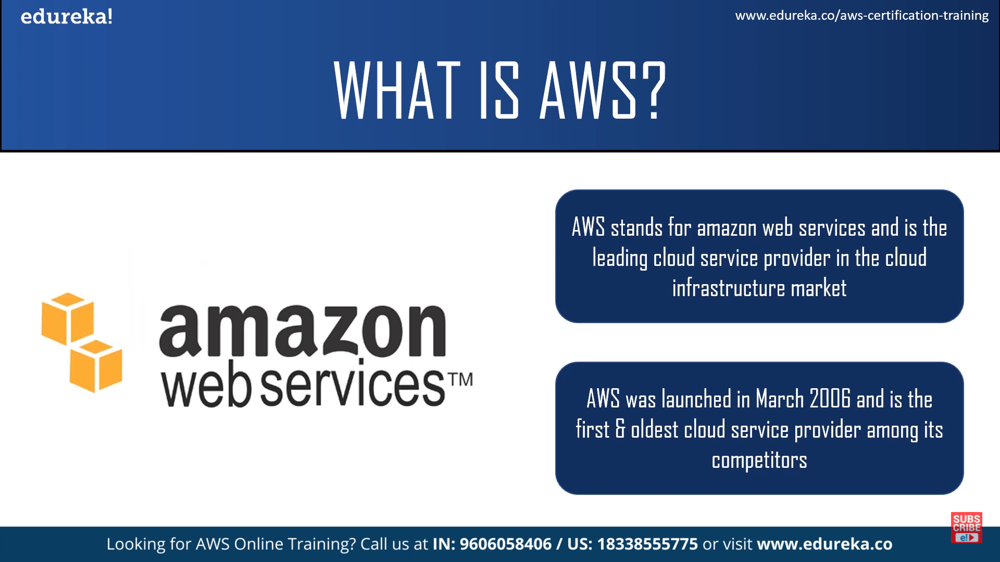 edureka!
www.edureka.co/aws-certification-training
WHAT IS AWS?
amazon
webservices™
AWS stands for amazon web services and is the
leading cloud service provider in the cloud
infrastructure market
AWS was launched in March 2006 and is the
first & oldest cloud service provider among its
competitors
SUBS
CRIBE
e!
Looking for AWS Online Training? Call us at IN: 9606058406 / US: 18338555775 or visit www.edureka.co